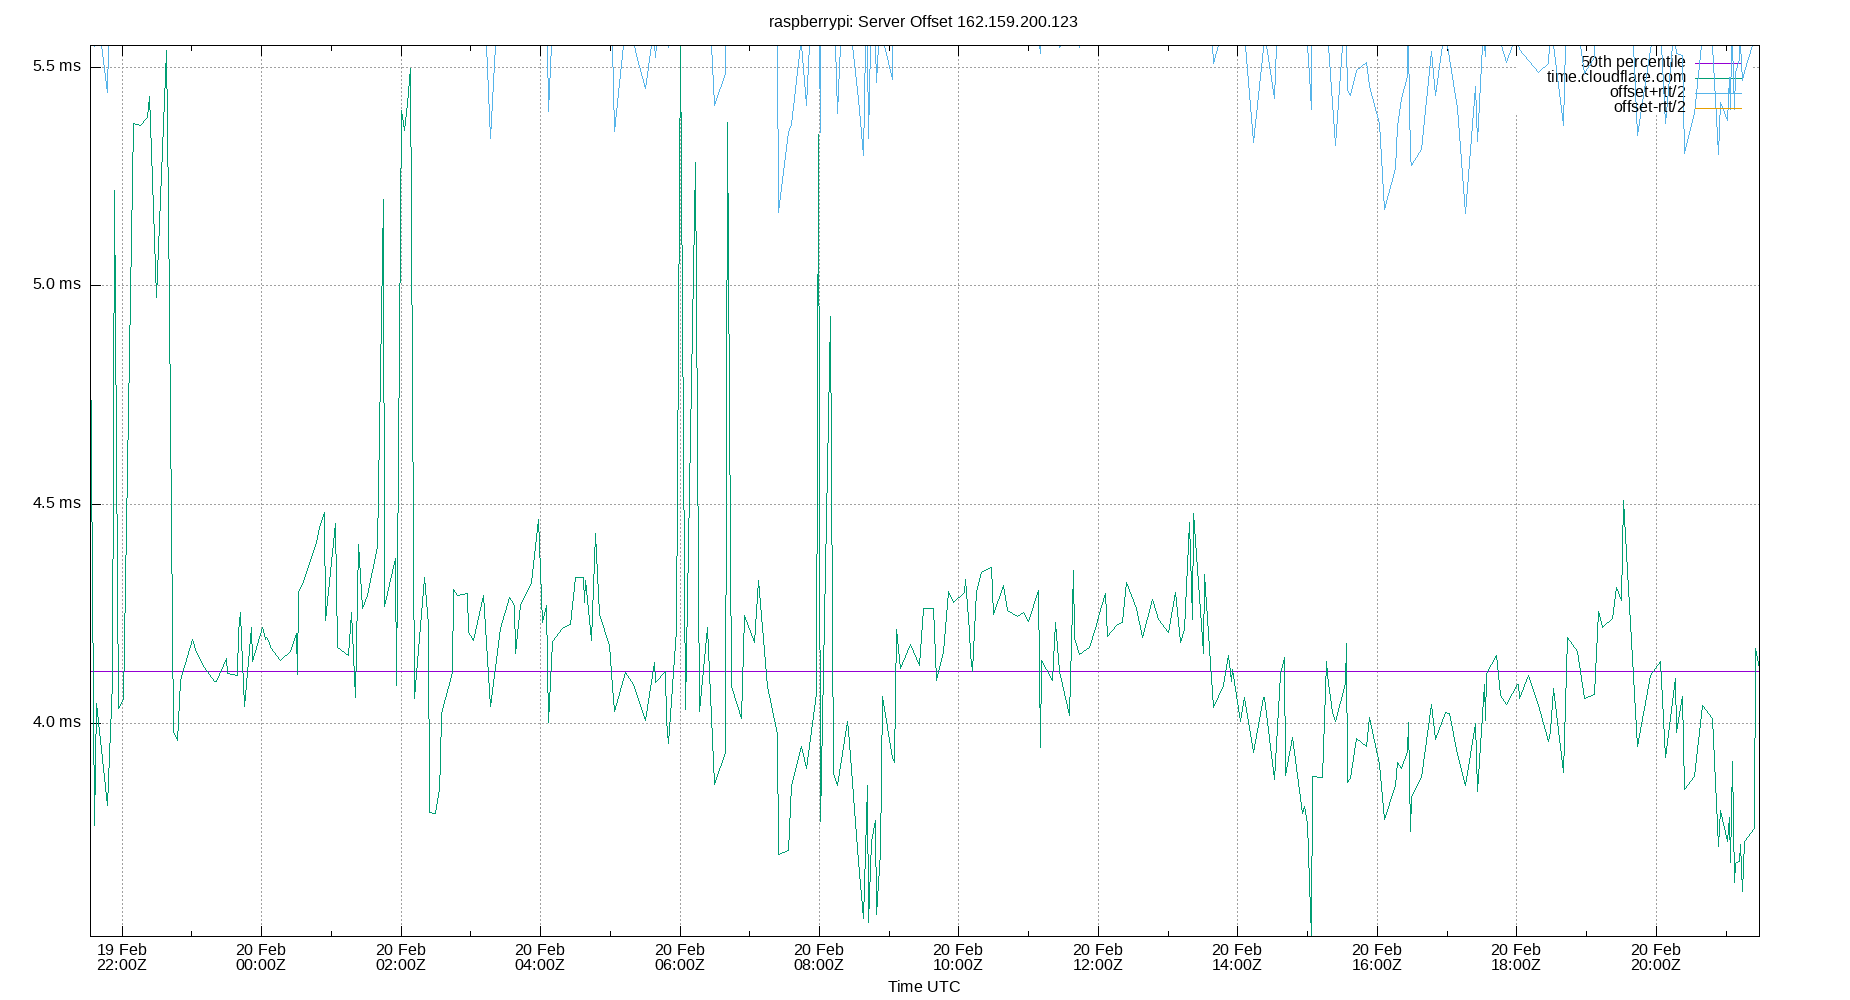 raspberrypi: Server Offset 162.159.200.123
5.5 ms
5.0 ms
4.5 ms
4.0 ms
50th percentile
time.cloudflare.com
offset+rtt/2
offset-rtt/2
19 Feb 20 Feb 20 Feb 20 Feb 20 Feb 20 Feb 20 Feb 20 Feb 20 Feb 20 Feb 20 Feb 20 Feb
22:00Z 00:00Z 02:00Z 04:00Z 06:00Z 08:00Z 10:00Z 12:00Z 14:00Z 16:00Z 18:00Z 20:00Z
Time UTC